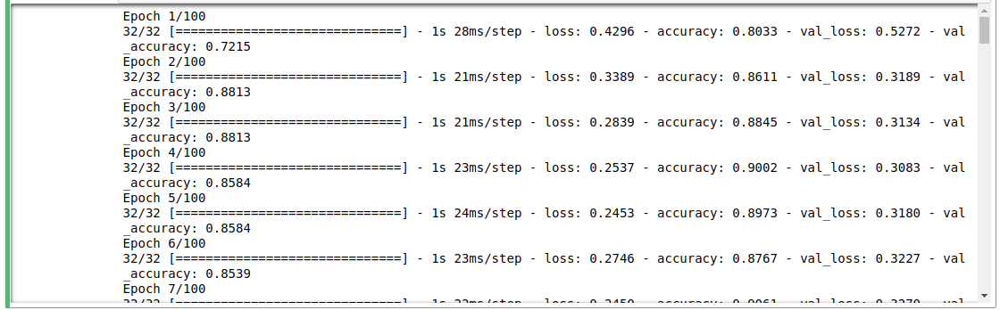 Epoch 1/100
32/32 [==============================] - 1s 28ms/step - loss: 0.4296 - accuracy: 0.8033 - val_loss: 0.5272 - val
_accuracy: 0.7215
Epoch 2/100
32/32 [==============================] - 1s 21ms/step - loss: 0.3389 - accuracy: 0.8611 - val_loss: 0.3189 - val
_accuracy: 0.8813
Epoch 3/100
32/32 [==============================] - 1s 21ms/step - loss: 0.2839 - accuracy: 0.8845 - val_loss: 0.3134 - val
_accuracy: 0.8813
Epoch 4/100
32/32 [==============================] - 1s 23ms/step - loss: 0.2537 - accuracy: 0.9002 - val_loss: 0.3083 - val
_accuracy: 0.8584
Epoch 5/100
32/32 [==============================] - 1s 24ms/step - loss: 0.2453 - accuracy: 0.8973 - val_loss: 0.3180 - val
_accuracy: 0.8584
Epoch 6/100
32/32 [==============================] - 1s 23ms/step - loss: 0.2746 - accuracy: 0.8767 - val_loss: 0.3227 - val
_accuracy: 0.8539
Epoch 7/100